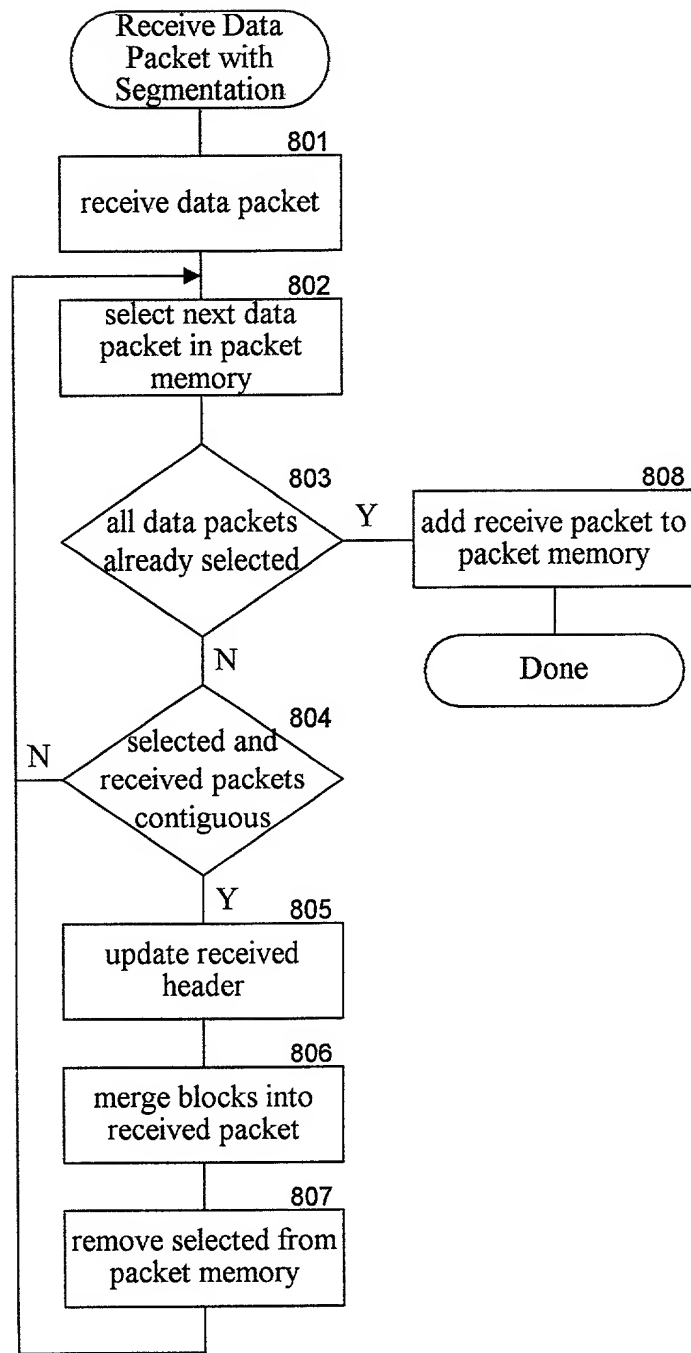 Receive Data
Packet with
Segmentation
801
receive data packet
802
select next data
packet in packet
memory
803
all data packets
already selected
Y
N
808
add receive packet to
packet memory
Done
804
selected and
received packets
contiguous
N
Y
805
update received
header
806
merge blocks into
received packet
807
remove selected from
packet memory